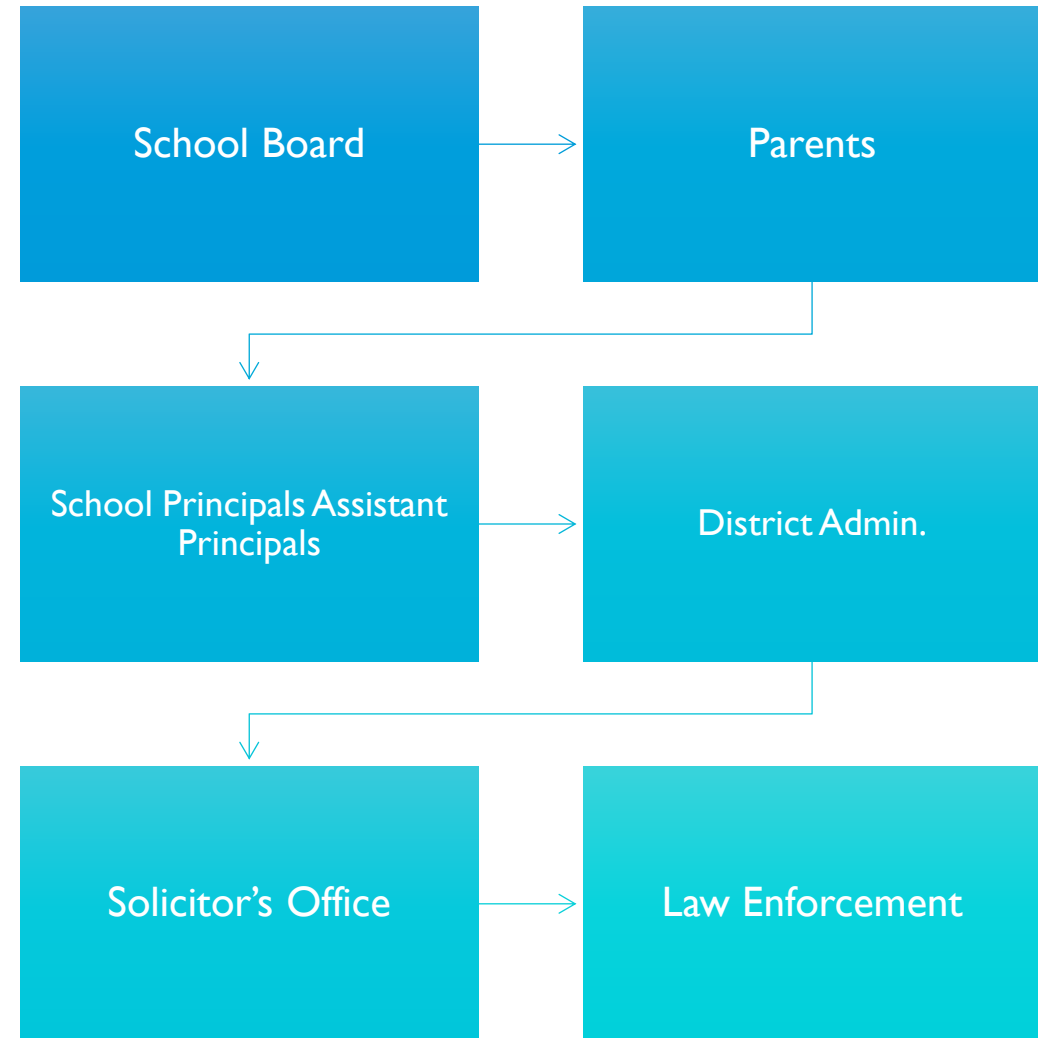 School Board
Parents
School Principals Assistant
Principals
District Admin.
Solicitor’s Office
Law Enforcement